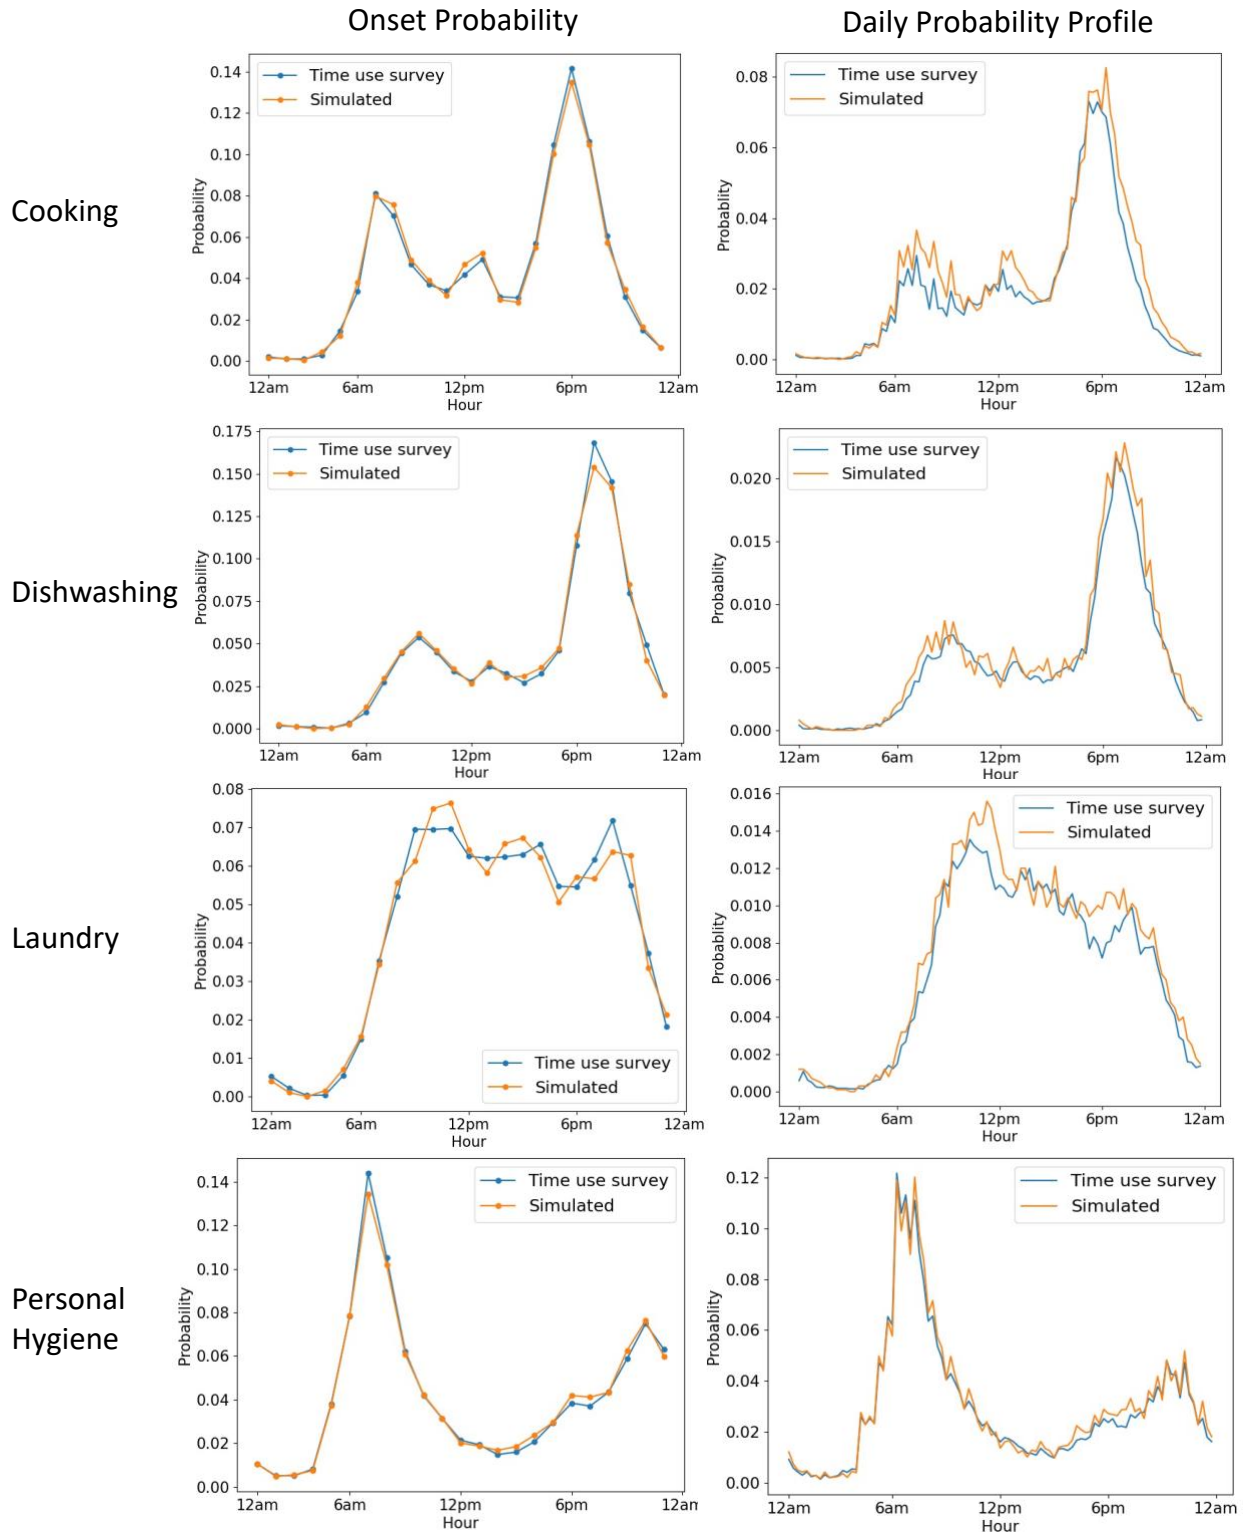 Onset Probability
Daily Probability Profile
Cooking
Probability
0.14
0.12
0.10
0.08
0.06
0.04
0.02
0.00
Time use survey
Simulated
12am
6am
12pm
6pm
12am
Hour
Probablity
0.08
0.06
0.04
0.02
0.00
Time use survey
Simulated
12am
6am
12pm
6pm
12am
Hour
Dishwashing
Probability
0.175
0.150
0.125
0.100
0.075
0.050
0.025
0.000
Time use survey
Simulated
12am
6am
12pm
6pm
12am
Hour
Probablity
0.020
0.015
0.010
0.005
0.000
Time use survey
Simulated
12am
6am
12pm
6pm
12am
Hour
Laundry
Probability
0.08
0.07
0.06
0.05
0.04
0.03
0.02
0.01
0.00
Time use survey
Simulated
12am
6am
12pm
6pm
12am
Hour
Probablity
0.016
0.014
0.012
0.010
0.008
0.006
0.004
0.002
0.000
Time use survey
Simulated
12am
6am
12pm
6pm
12am
Hour
Personal
Hygiene
Probability
0.14
0.12
0.10
0.08
0.06
0.04
0.02
0.00
Time use survey
Simulated
12am
6am
12pm
6pm
12am
Hour
Probablity
0.12
0.10
0.08
0.06
0.04
0.02
0.00
Time use survey
Simulated
12am
6am
12pm
6pm
12am
Hour